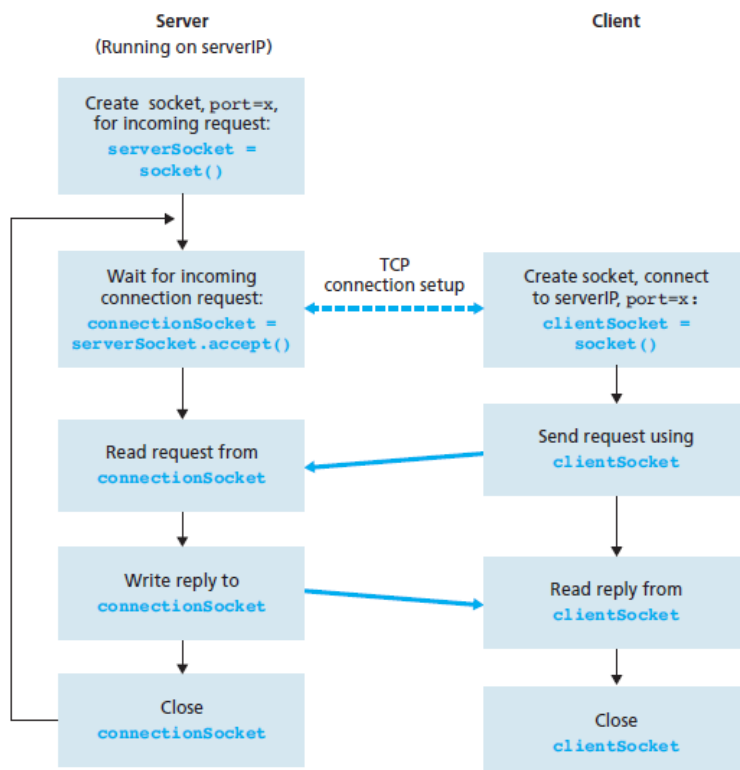 Server
(Running on serverIP)
Client
Create socket, port=x,
for incoming request:
serverSocket =
socket()
Wait for incoming
connection request:
connectionSocket =
serverSocket.accept()
TCP
connection setup
Create socket, connect
to serverIP, port=x:
clientSocket =
socket()
Read request from
connectionSocket
Send request using
clientSocket
Write reply to
connectionSocket
Read reply from
clientSocket
Close
connectionSocket
Close
clientSocket